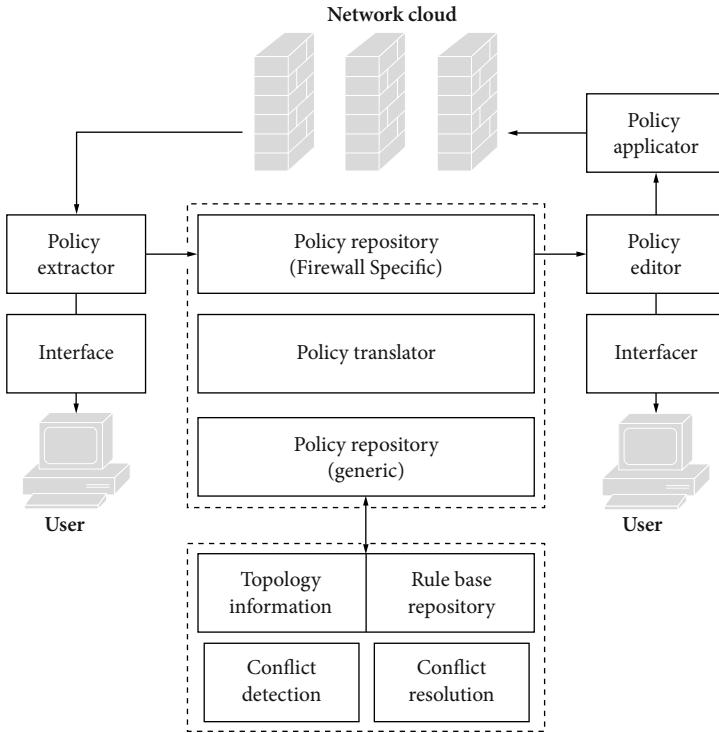 Network cloud
Policy
applicator
Policy
extractor
Policy repository
(Firewall Specific)
Policy
editor
Interface
Policy translator
Interfacer
Policy repository
(generic)
User
User
Topology
information
Rule base
repository
Conflict
detection
Conflict
resolution